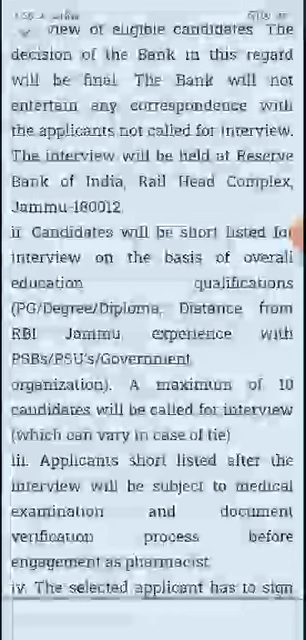 view of eligible candidates The
decision of the Bank in this regard
will be final. The Bank will not
entertain any correspondence with
the applicants not called for interview.
The interview will be held at Reserve
Bank of India, Rail Head Complex,
Jammu-180012.
ii. Candidates will be short listed for
interview on the basis of overall
education qualifications
(PG/Degree/Diploma, Distance from
RBI Jammu, experience with
PSBs/PSU's/Government
organization). A maximum of 10
candidates will be called for interview
(which can vary in case of tie)
iii. Applicants short listed after the
interview will be subject to medical
examination and document
verification process before
engagement as pharmacist.
iv. The selected applicant has to sign